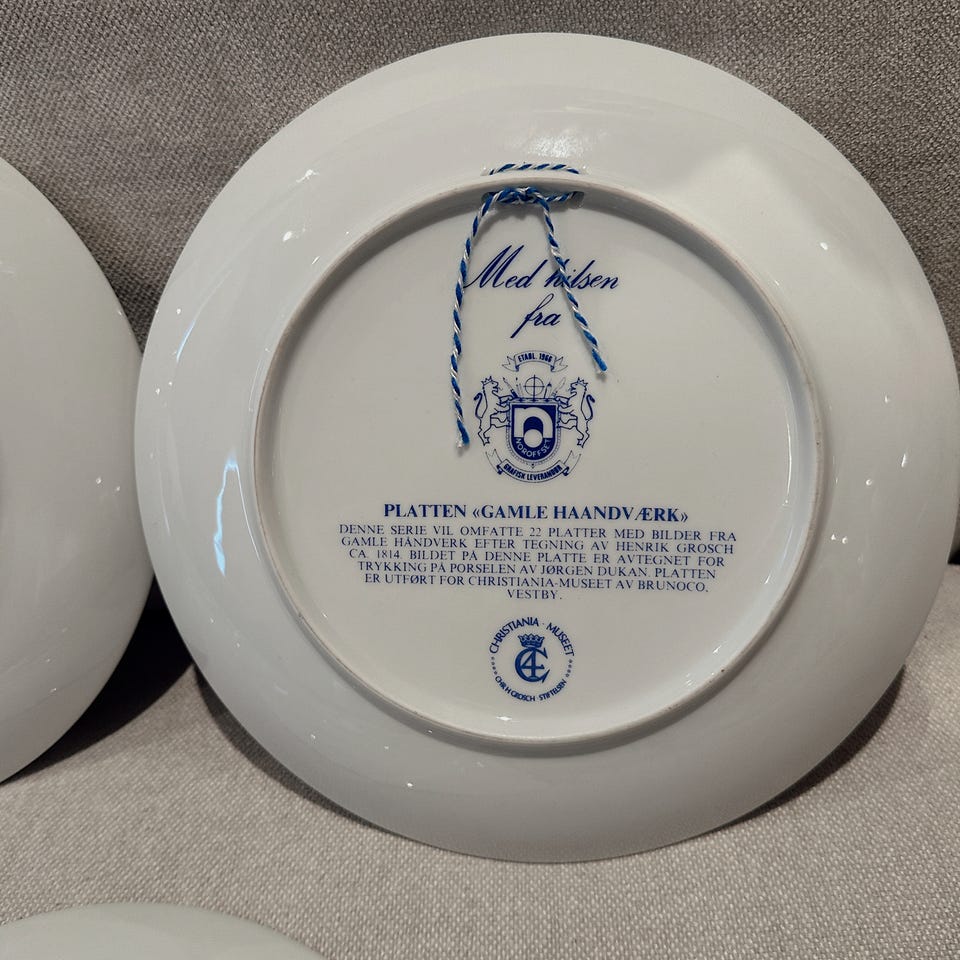 Med hilsen
fra
ETABL. 1966
NOROFFSET
GRAFISK LEVERANDØR
PLATTEN «GAMLE HAANDVÆRK»
DENNE SERIE VIL OMFATTE 22 PLATTER MED BILDER FRA
GAMLE HÅNDVERK EFTER TEGNING AV HENRIK GROSCH
CA. 1814. BILDET PÅ DENNE PLATTE ER AVTEGNET FOR
TRYKKING PÅ PORSELEN AV JØRGEN DUKAN. PLATTEN
ER UTFØRT FOR CHRISTIANIA-MUSEET AV BRUNOCO,
VESTBY.
CHRISTIANIA · MUSEET
C4
CHR H GROSCH · STIFTELSEN